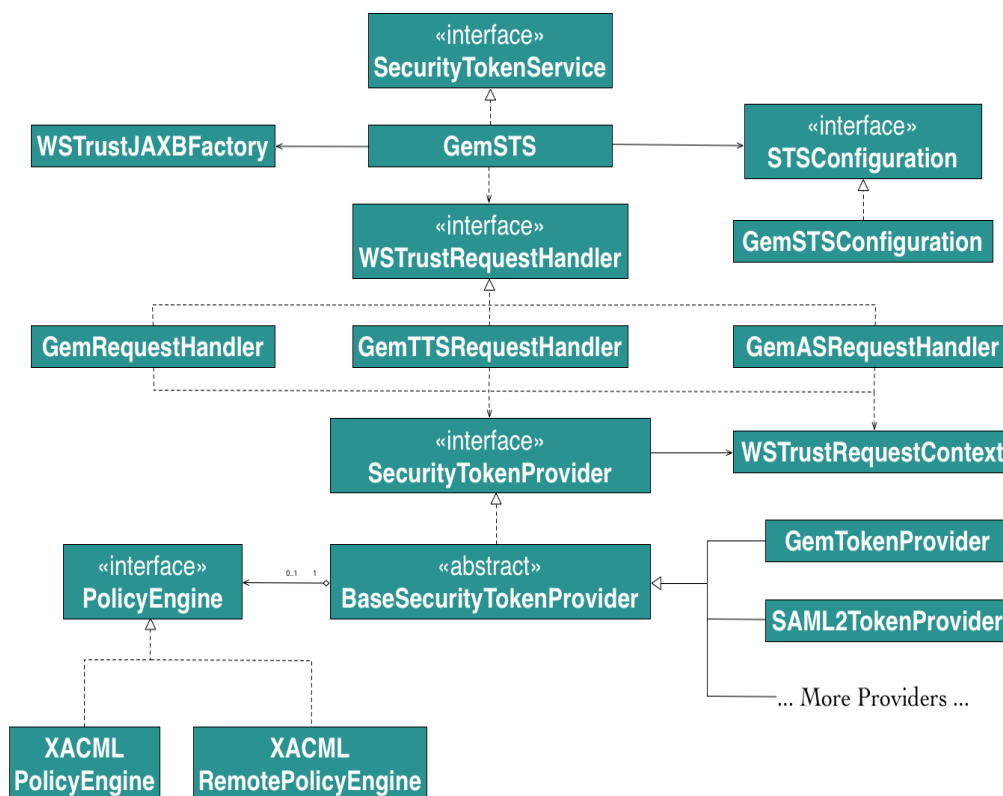 «interface»
SecurityTokenService
WSTrustJAXBFactory
GemSTS
«interface»
STSConfiguration
«interface»
WSTrustRequestHandler
GemSTSConfiguration
GemRequestHandler
GemTTSRequestHandler
GemASRequestHandler
«interface»
SecurityTokenProvider
WSTrustRequestContext
GemTokenProvider
«interface»
PolicyEngine
0..1
1
«abstract»
BaseSecurityTokenProvider
SAML2TokenProvider
... More Providers ...
XACML
PolicyEngine
XACML
RemotePolicyEngine